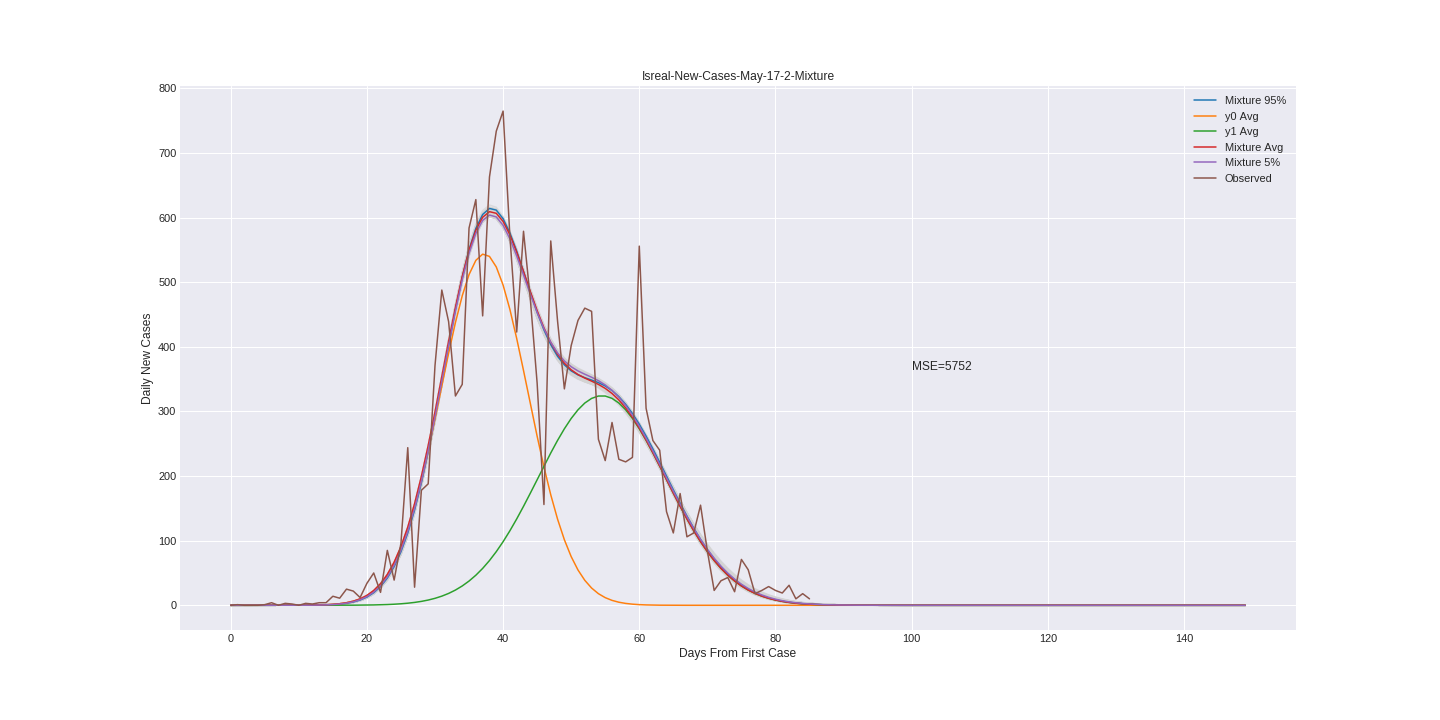 Isreal-New-Cases-May-17-2-Mixture
800
700
600
500
400
300
200
100
0
Daily New Cases
Mixture 95%
y0 Avg
y1 Avg
Mixture Avg
Mixture 5%
Observed
MSE=5752
0 20 40 60 80 100 120 140
Days From First Case